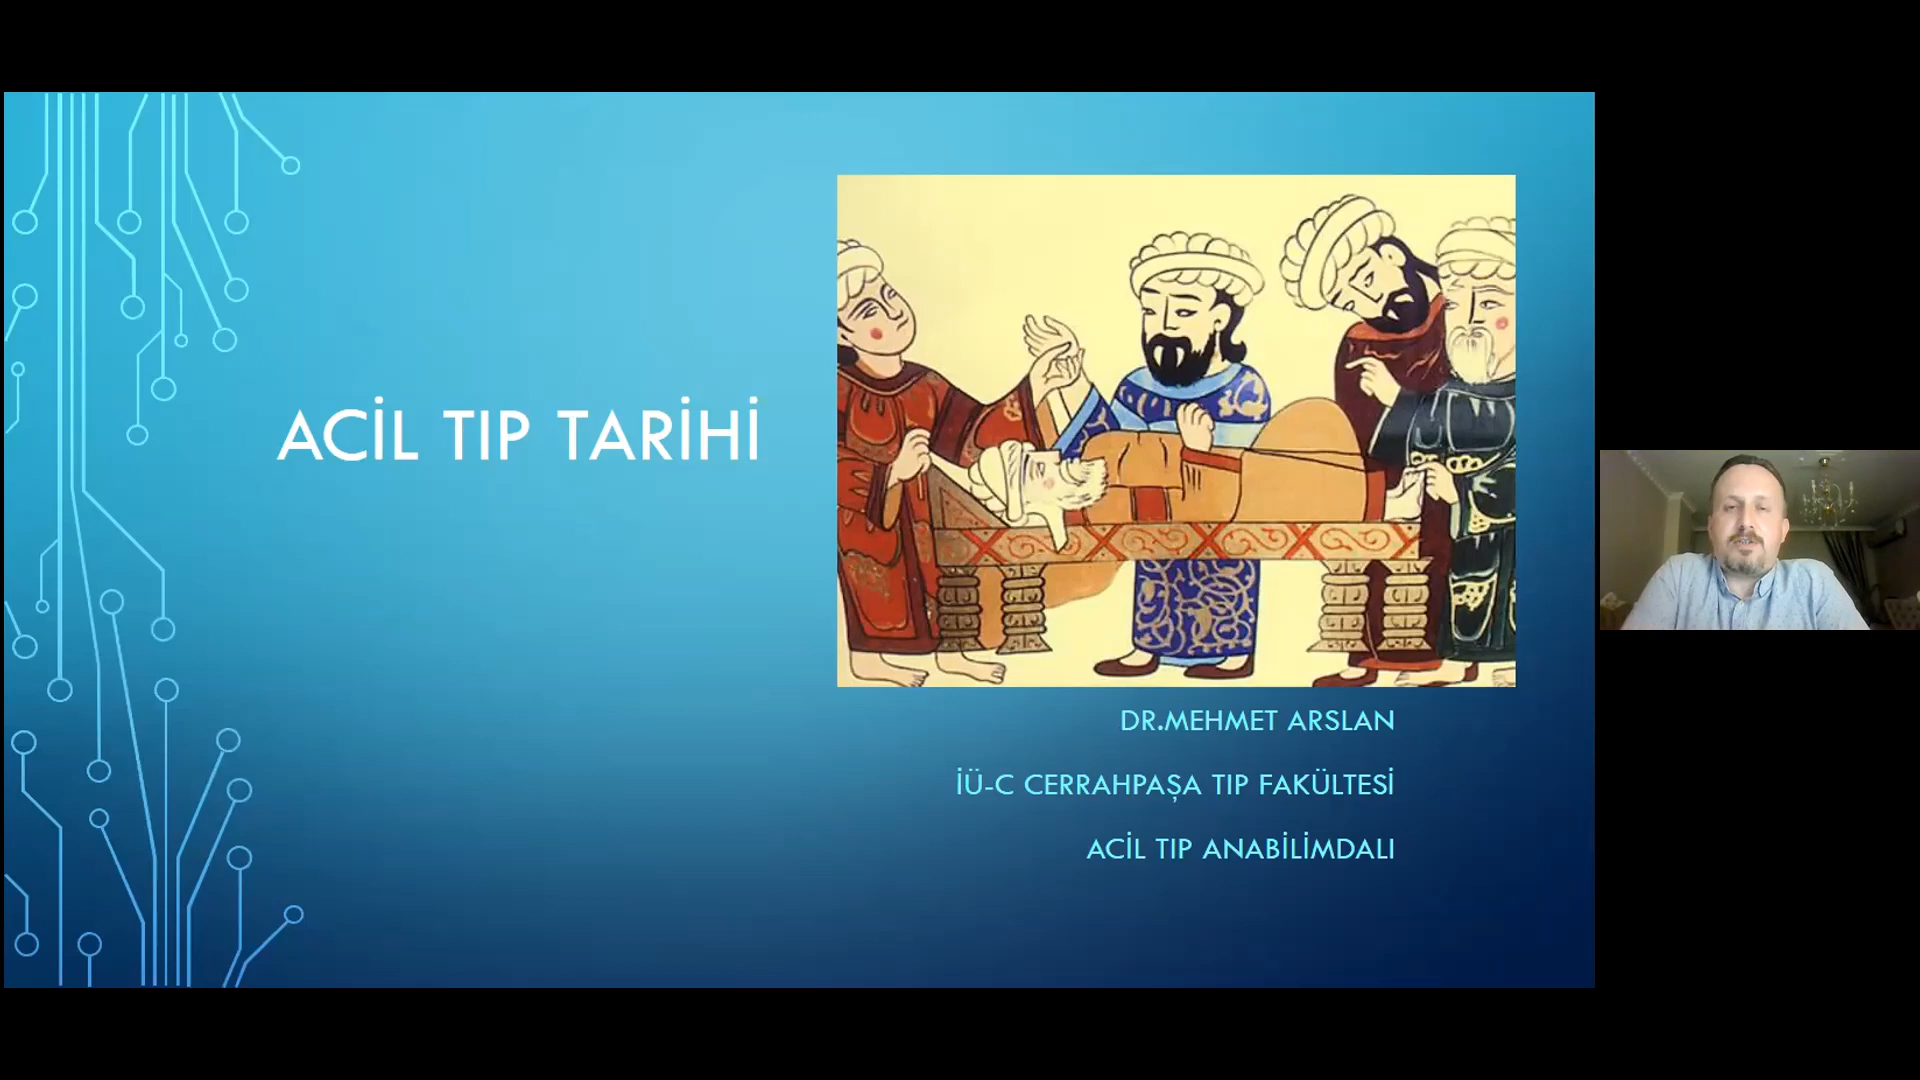 ACİL TIP TARİHİ
DR.MEHMET ARSLAN
İÜ-C CERRAHPAŞA TIP FAKÜLTESİ
ACİL TIP ANABİLİMDALI